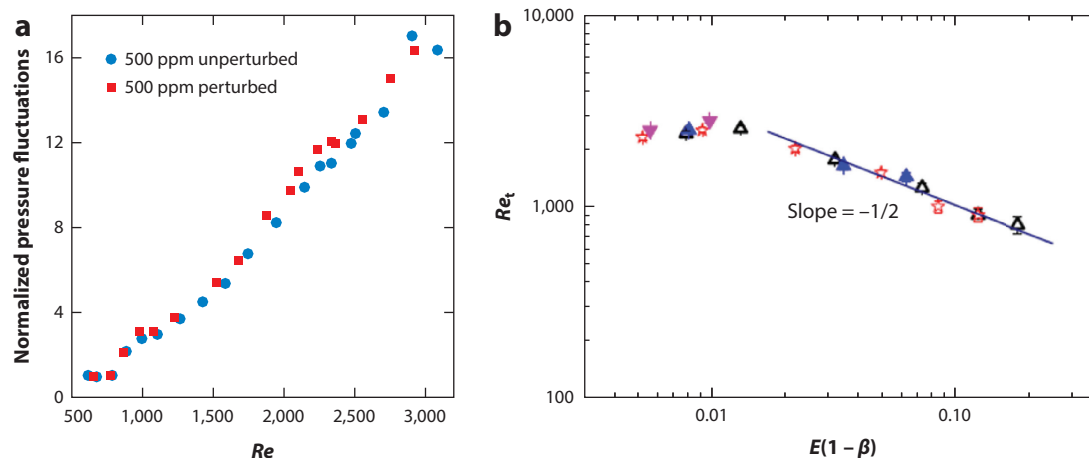 a
Normalized pressure fluctuations
16
12
8
4
0
500 ppm unperturbed
500 ppm perturbed
500
1,000
1,500
2,000
2,500
3,000
Re
b
Re_t
10,000
1,000
100
Slope = –1/2
0.01
0.10
E(1 – β)